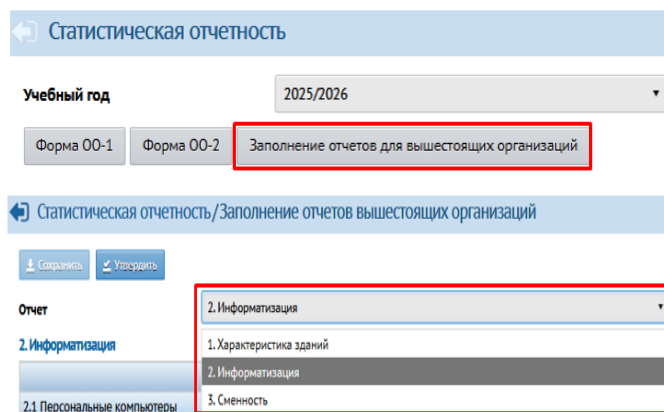 Статистическая отчетность
Учебный год 2025/2026
Форма ОО-1 Форма ОО-2 Заполнение отчетов для вышестоящих организаций
Статистическая отчетность/Заполнение отчетов вышестоящих организаций
Сохранить Утвердить
Отчет 2. Информатизация
2. Информатизация 1. Характеристика зданий
2. Информатизация
2.1 Персональные компьютеры 3. Сменность